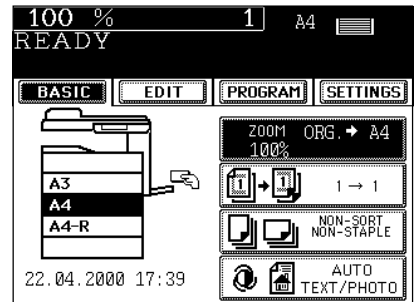 100 % 1 A4
READY
BASIC EDIT PROGRAM SETTINGS
ZOOM ORG. → A4
100%
1 → 1
A3
A4
A4-R
NON-SORT
NON-STAPLE
AUTO
TEXT/PHOTO
22.04.2000 17:39